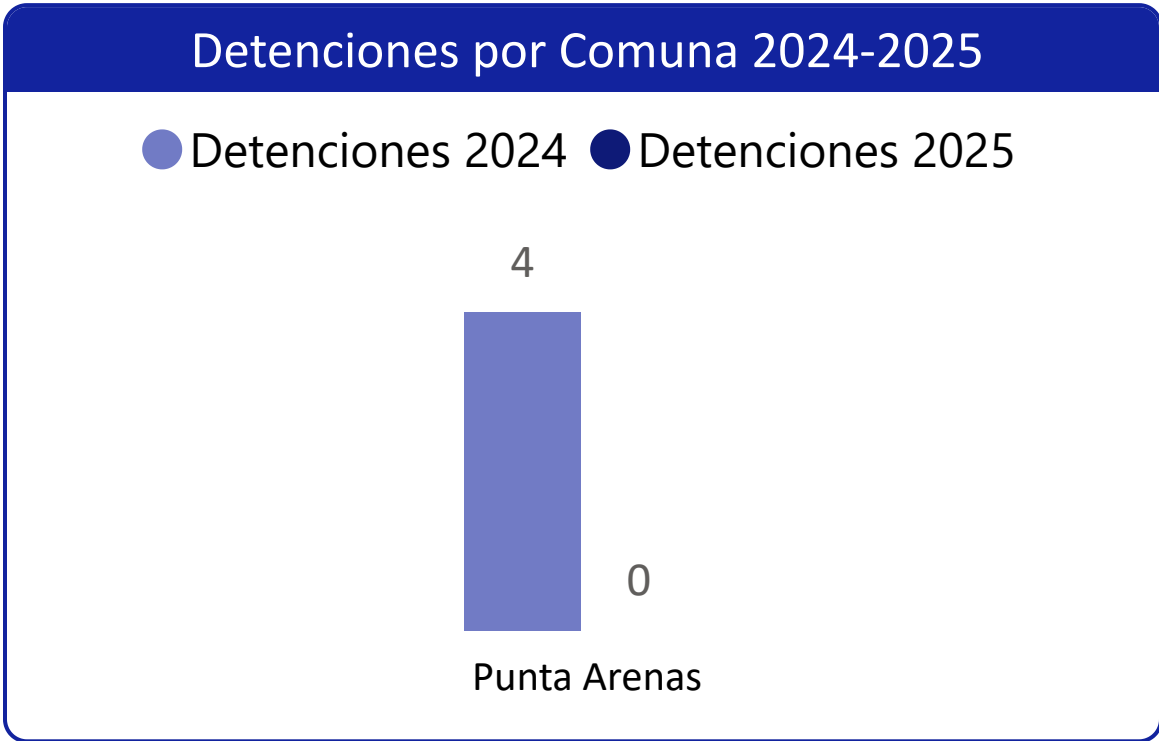 Detenciones por Comuna 2024-2025
Detenciones 2024 Detenciones 2025
4
0
Punta Arenas